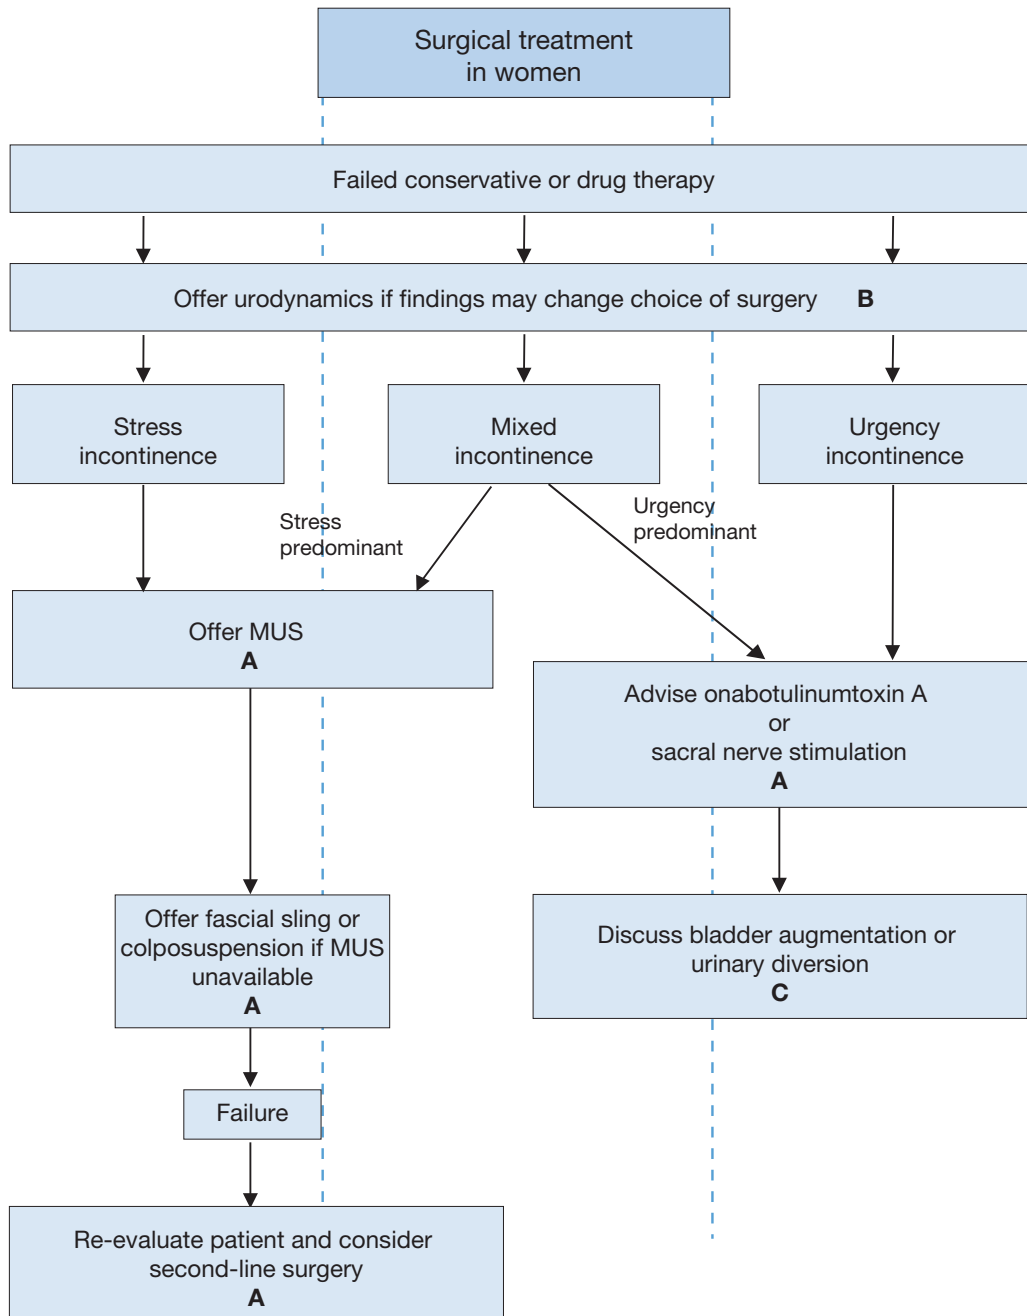 Surgical treatment
in women
Failed conservative or drug therapy
Offer urodynamics if findings may change choice of surgery B
Stress
incontinence
Mixed
incontinence
Urgency
incontinence
Stress
predominant
Urgency
predominant
Offer MUS
A
Advise onabotulinumtoxin A
or
sacral nerve stimulation
A
Offer fascial sling or
colposuspension if MUS
unavailable
A
Discuss bladder augmentation or
urinary diversion
C
Failure
Re-evaluate patient and consider
second-line surgery
A